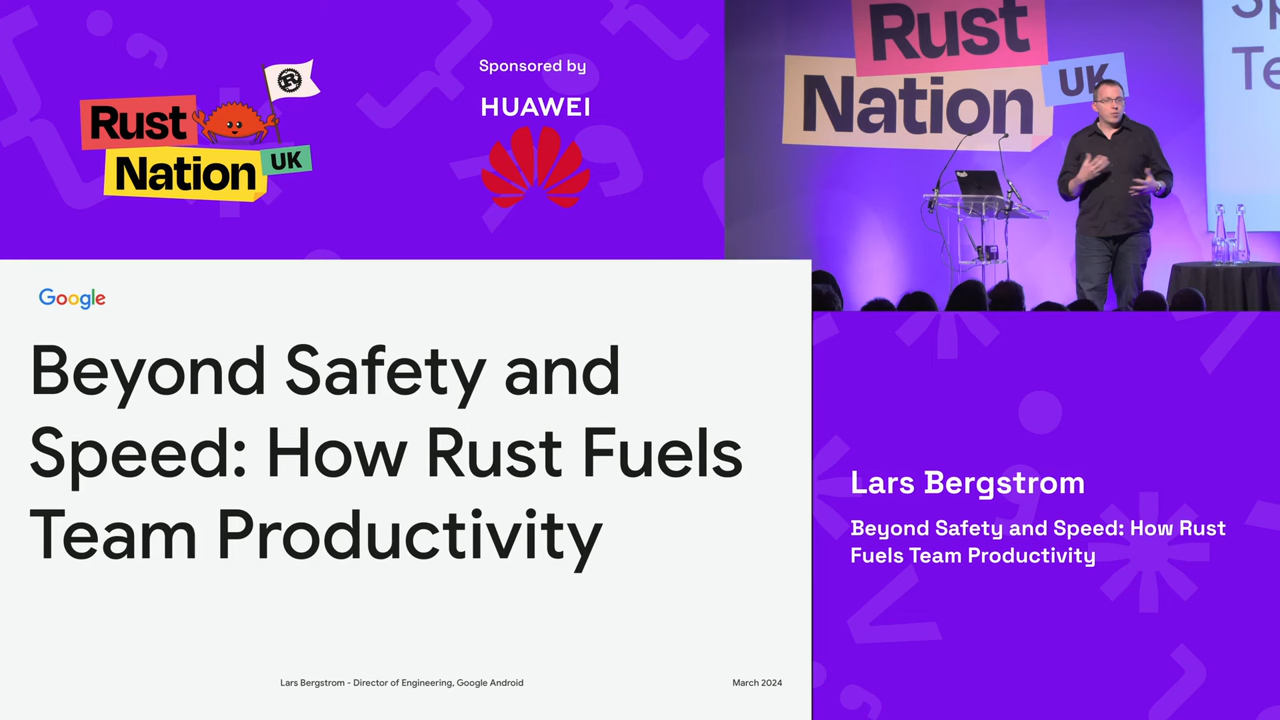 Rust
Nation
UK
Sponsored by
HUAWEI
Rust
Nation
UK
Google
Beyond Safety and
Speed: How Rust Fuels
Team Productivity
Lars Bergstrom - Director of Engineering, Google Android
March 2024
Lars Bergstrom
Beyond Safety and Speed: How Rust
Fuels Team Productivity